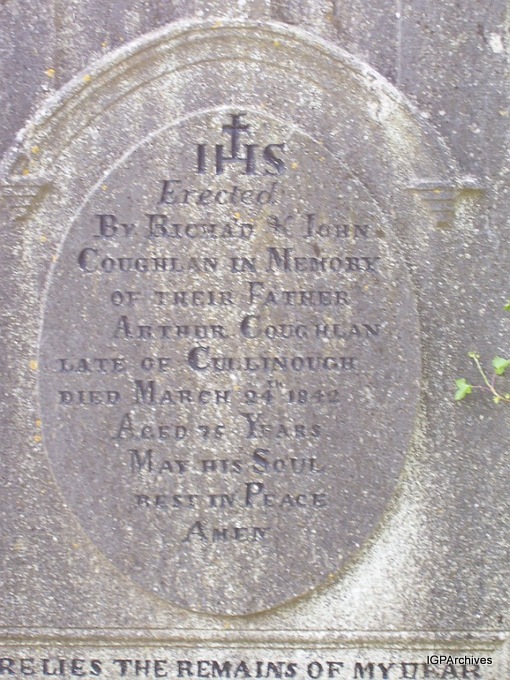 IHS
Erected
By Richad & John
Coughlan in Memory
of their Father
Arthur Coughlan
late of Cullinough
died March 24th 1842
Aged 76 Years
May his Soul
rest in Peace
Amen
RE LIES THE REMAINS OF MY DEAR
IGPArchives